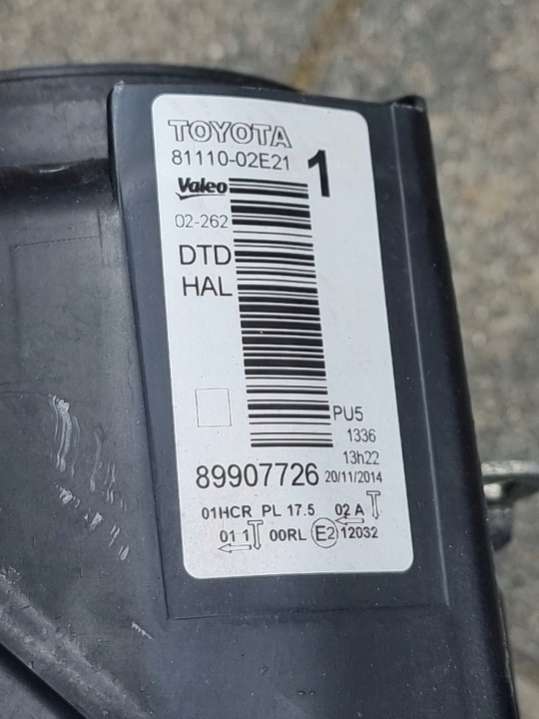 TOYOTA
81110-02E21 1
Valeo
02-262
DTD
HAL
PU5
1336
13h22
89907726 20/11/2014
01HCR PL 17.5 02 A
01 1 00RL E2 12032